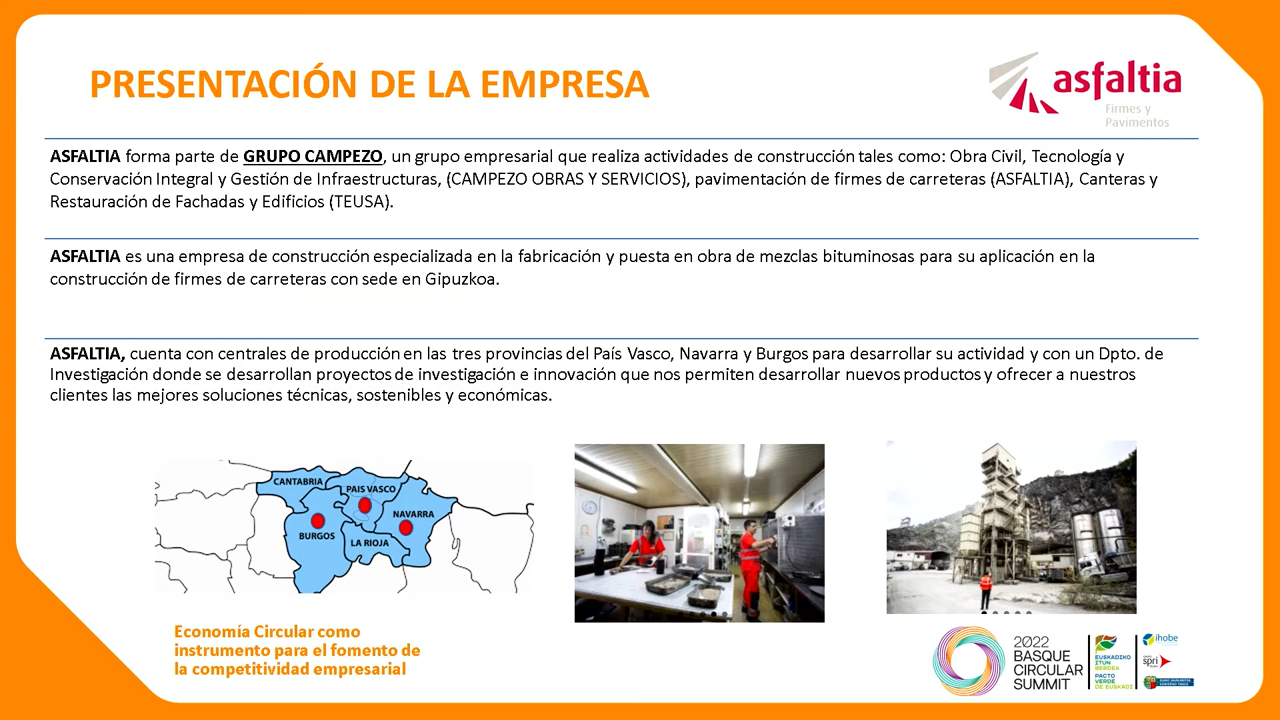 PRESENTACIÓN DE LA EMPRESA
asfaltia
Firmes y
Pavimentos
ASFALTIA forma parte de GRUPO CAMPEZO, un grupo empresarial que realiza actividades de construcción tales como: Obra Civil, Tecnología y
Conservación Integral y Gestión de Infraestructuras, (CAMPEZO OBRAS Y SERVICIOS), pavimentación de firmes de carreteras (ASFALTIA), Canteras y
Restauración de Fachadas y Edificios (TEUSA).
ASFALTIA es una empresa de construcción especializada en la fabricación y puesta en obra de mezclas bituminosas para su aplicación en la
construcción de firmes de carreteras con sede en Gipuzkoa.
ASFALTIA, cuenta con centrales de producción en las tres provincias del País Vasco, Navarra y Burgos para desarrollar su actividad y con un Dpto. de
Investigación donde se desarrollan proyectos de investigación e innovación que nos permiten desarrollar nuevos productos y ofrecer a nuestros
clientes las mejores soluciones técnicas, sostenibles y económicas.
CANTABRIA
PAIS VASCO
NAVARRA
BURGOS
LA RIOJA
Economía Circular como
instrumento para el fomento de
la competitividad empresarial
2022
BASQUE
CIRCULAR
SUMMIT
EUSKADIKO
ITUN
BERDEA
PACTO
VERDE
DE EUSKADI
ihobe
spri